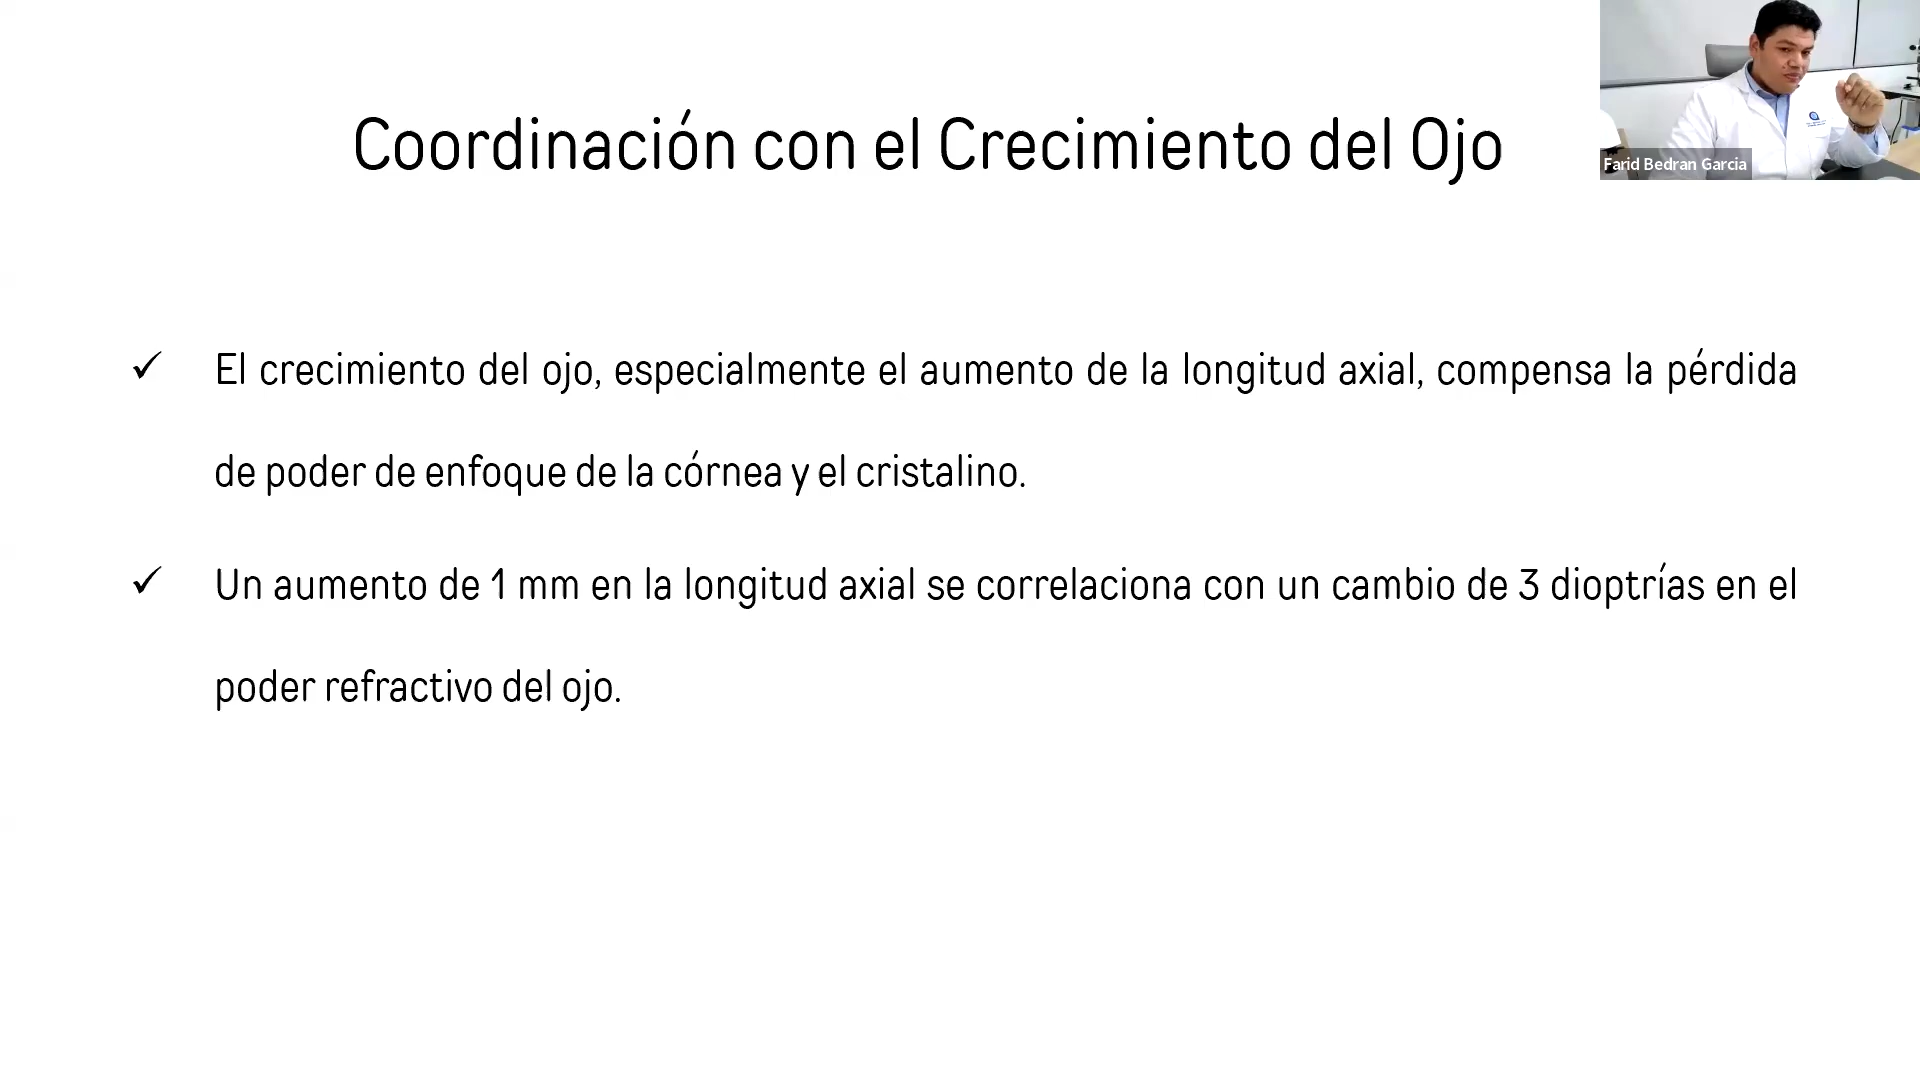 Coordinación con el Crecimiento del Ojo
Farid Bedran Garcia
✓ El crecimiento del ojo, especialmente el aumento de la longitud axial, compensa la pérdida
de poder de enfoque de la córnea y el cristalino.
✓ Un aumento de 1 mm en la longitud axial se correlaciona con un cambio de 3 dioptrías en el
poder refractivo del ojo.